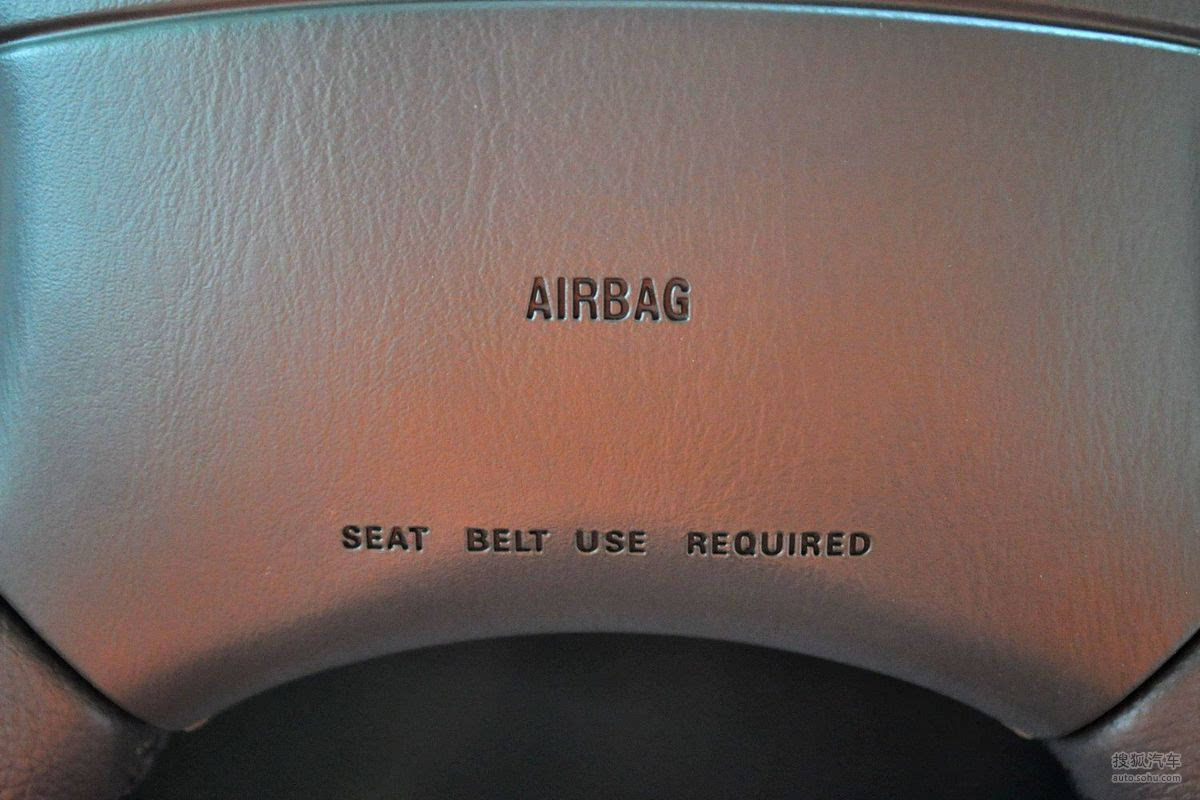 AIRBAG
SEAT BELT USE REQUIRED
搜狐汽车
auto.sohu.com